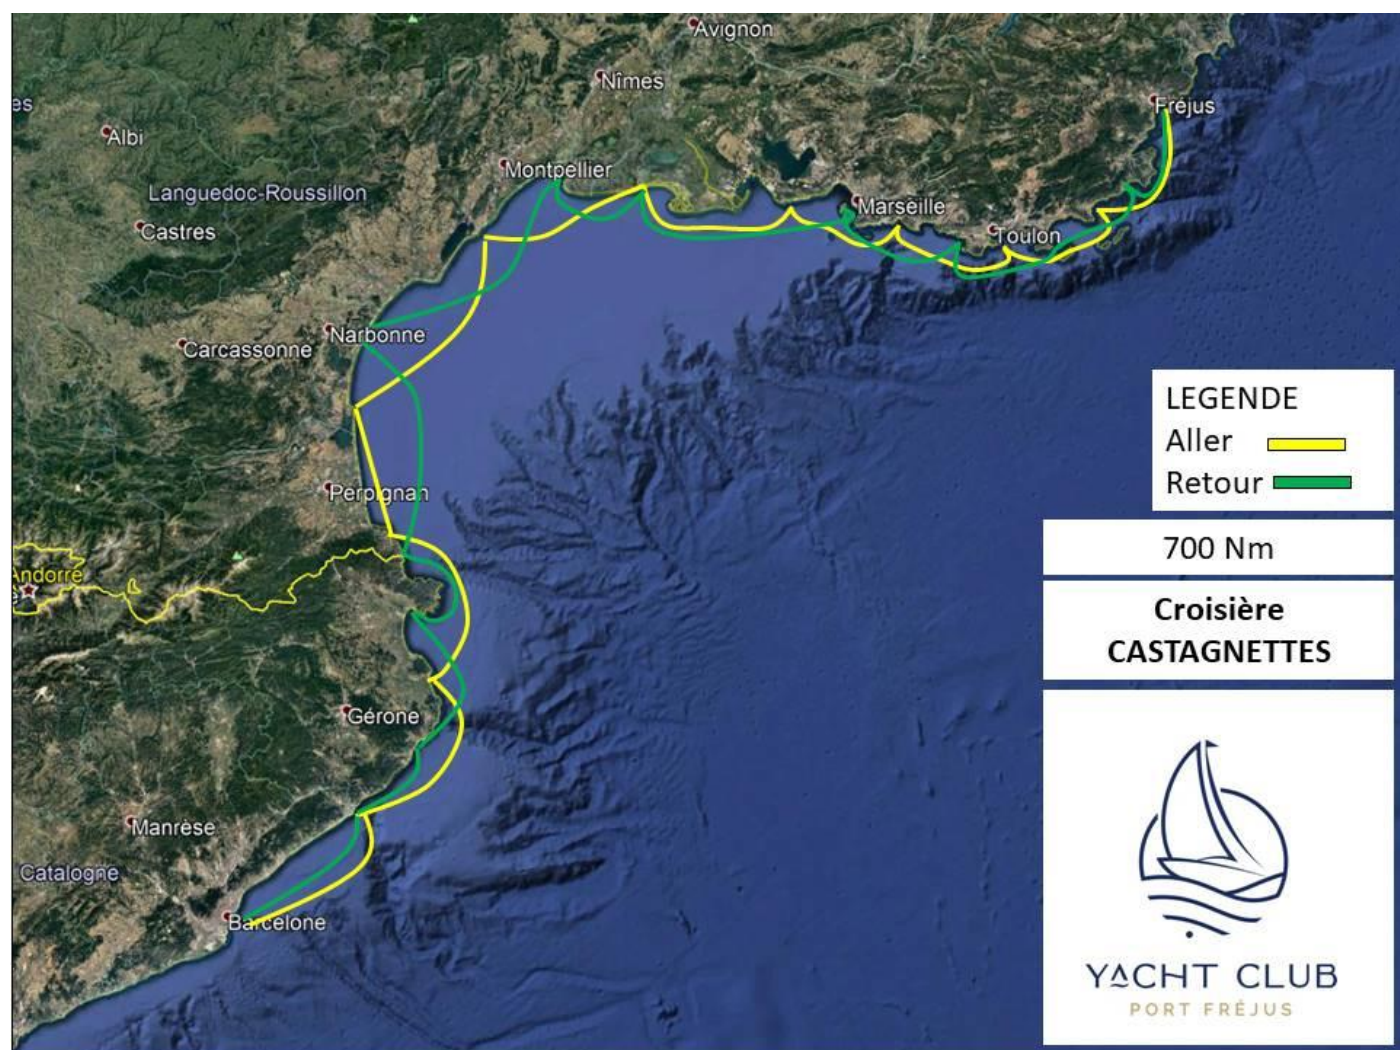 Avignon
Nîmes
Fréjus
es
Albi
Montpellier
Languedoc-Roussillon
Marseille
Castres
Toulon
Narbonne
Carcassonne
LEGENDE
Aller
Retour
Perpignan
700 Nm
Andorre
Croisière
CASTAGNETTES
Gérone
Manrèse
Catalogne
Barcelone
YACHT CLUB
PORT FRÉJUS